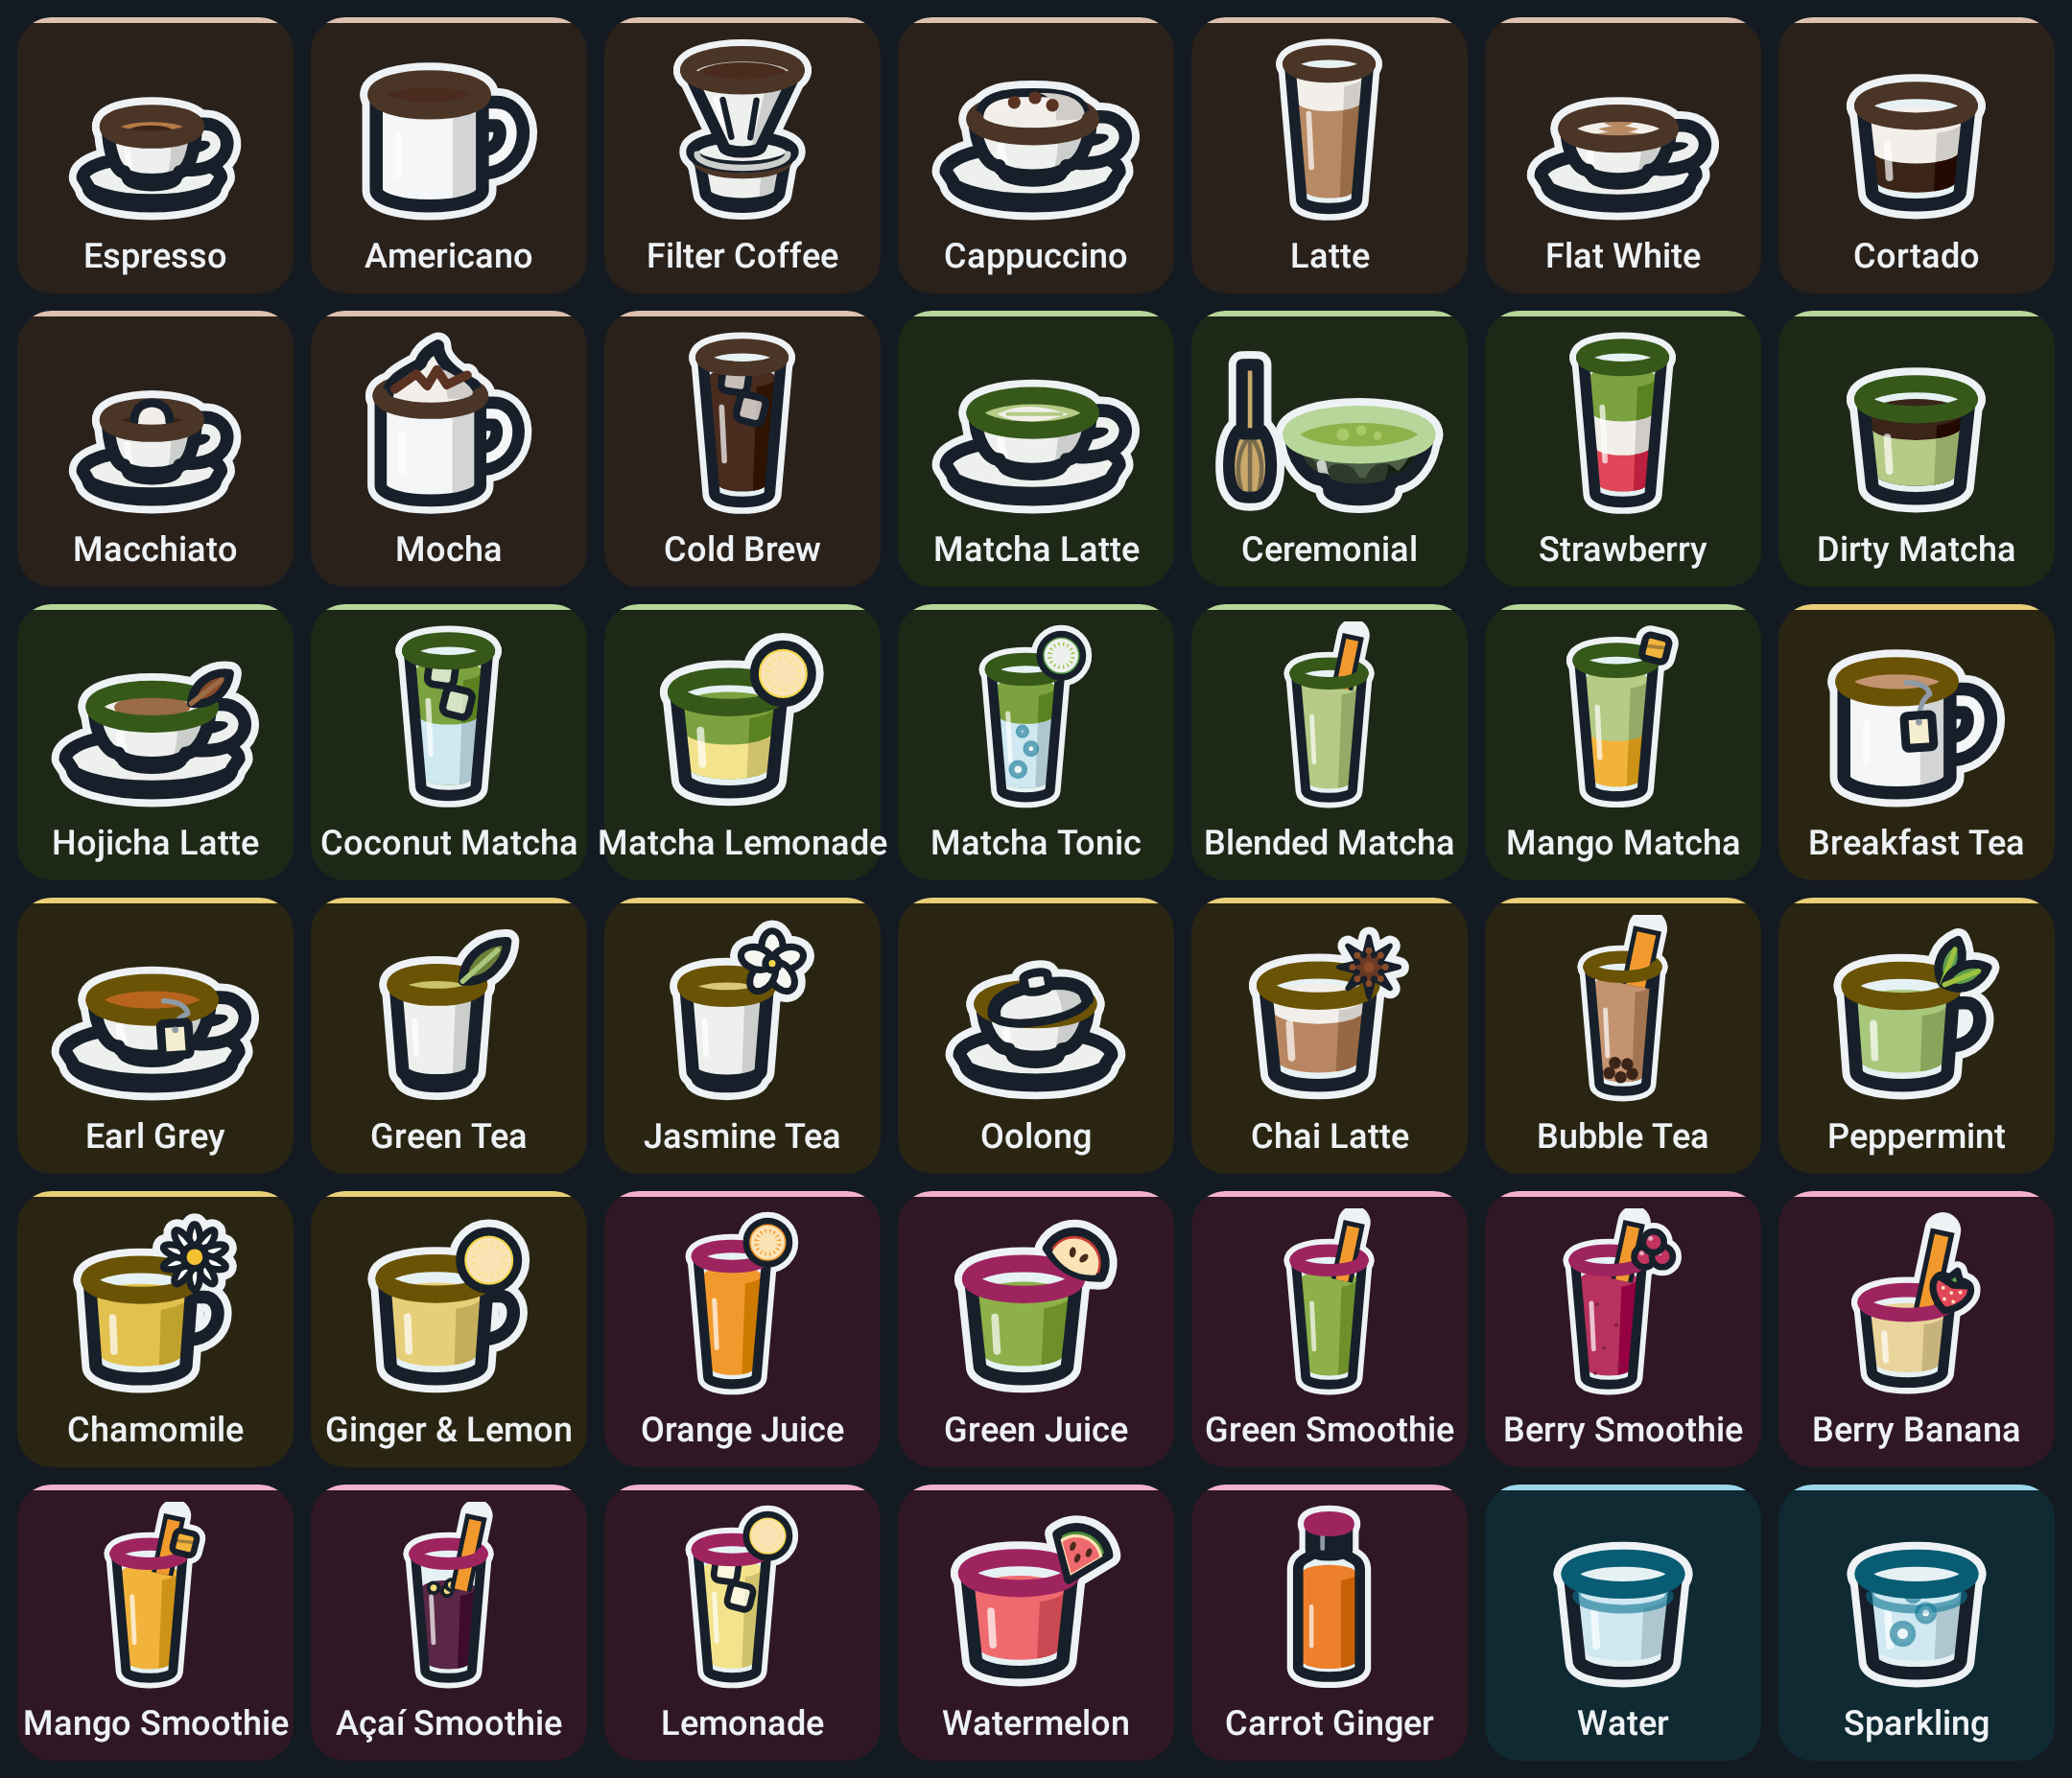 Espresso
Americano
Filter Coffee
Cappuccino
Latte
Flat White
Cortado
Macchiato
Mocha
Cold Brew
Matcha Latte
Ceremonial
Strawberry
Dirty Matcha
Hojicha Latte
Coconut Matcha
Matcha Lemonade
Matcha Tonic
Blended Matcha
Mango Matcha
Breakfast Tea
Earl Grey
Green Tea
Jasmine Tea
Oolong
Chai Latte
Bubble Tea
Peppermint
Chamomile
Ginger & Lemon
Orange Juice
Green Juice
Green Smoothie
Berry Smoothie
Berry Banana
Mango Smoothie
Açaí Smoothie
Lemonade
Watermelon
Carrot Ginger
Water
Sparkling